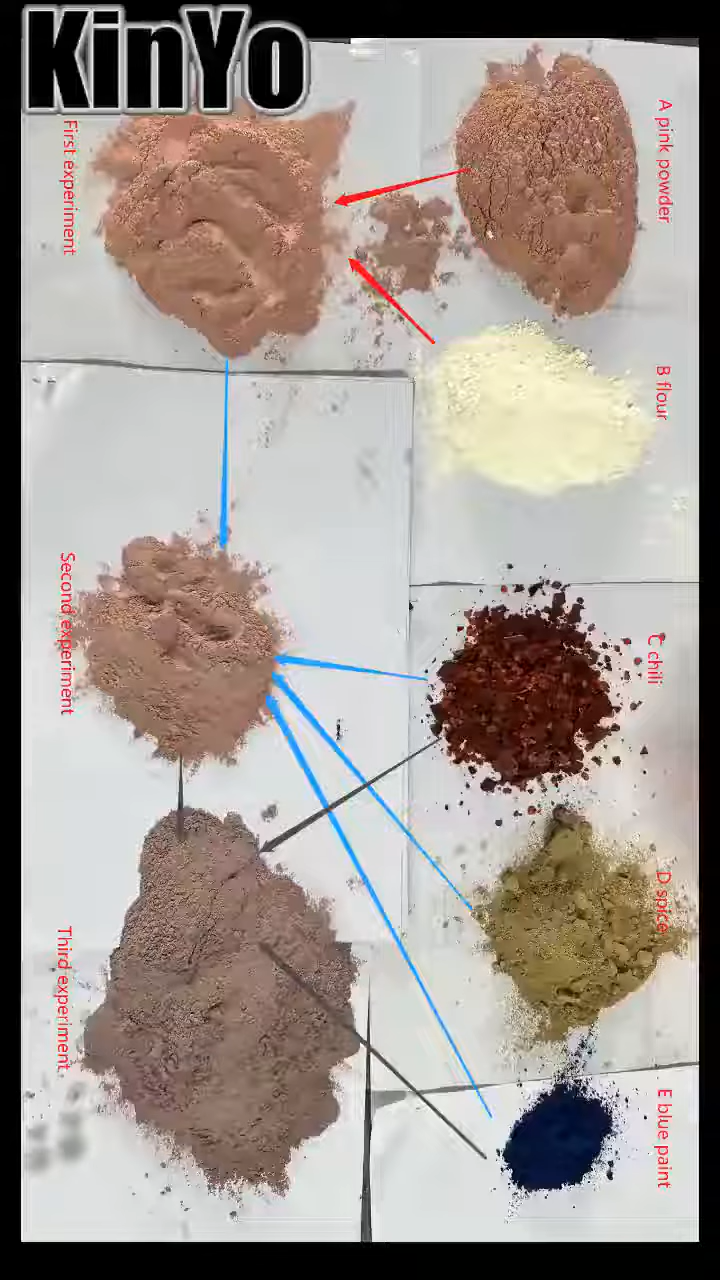 KinYo
A pink powder
First experiment
B flour
Second experiment
C chili
D spice
Third experiment
E blue paint